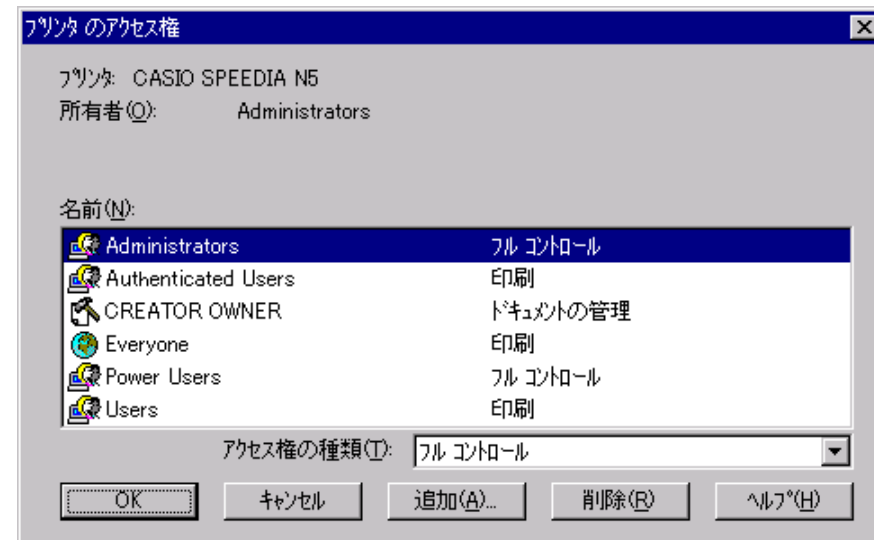 プリンタ のアクセス権
プリンタ: CASIO SPEEDIA N5
所有者(O): Administrators
名前(N):
Administrators フル コントロール
Authenticated Users 印刷
CREATOR OWNER ドキュメントの管理
Everyone 印刷
Power Users フル コントロール
Users 印刷
アクセス権の種類(T): フル コントロール
OK キャンセル 追加(A)... 削除(R) ヘルプ(H)